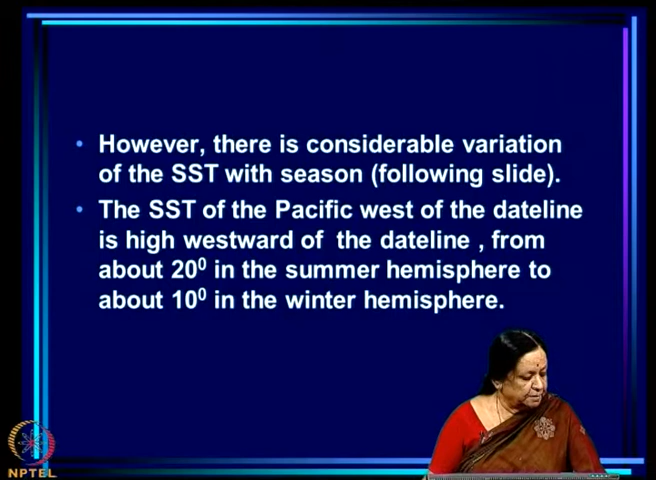 • However, there is considerable variation
of the SST with season (following slide).
• The SST of the Pacific west of the dateline
is high westward of the dateline , from
about 20⁰ in the summer hemisphere to
about 10⁰ in the winter hemisphere.
NPTEL